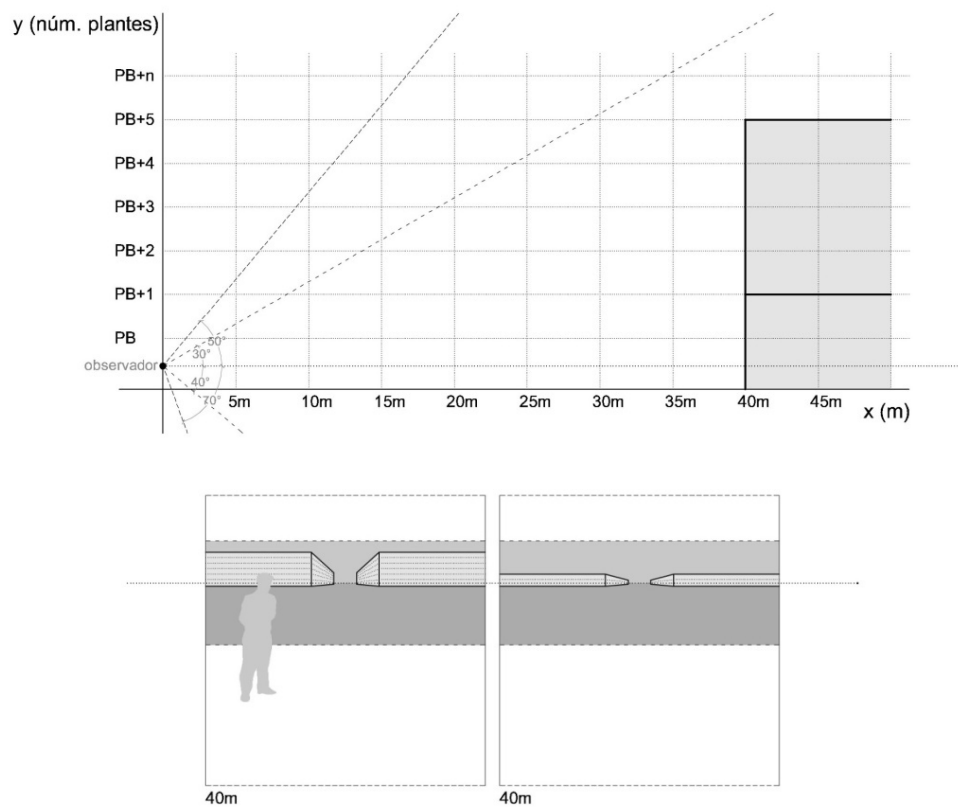 y (núm. plantes)
PB+n
PB+5
PB+4
PB+3
PB+2
PB+1
PB
observador
50°
30°
40°
70°
5m 10m 15m 20m 25m 30m 35m 40m 45m
x (m)
40m 40m